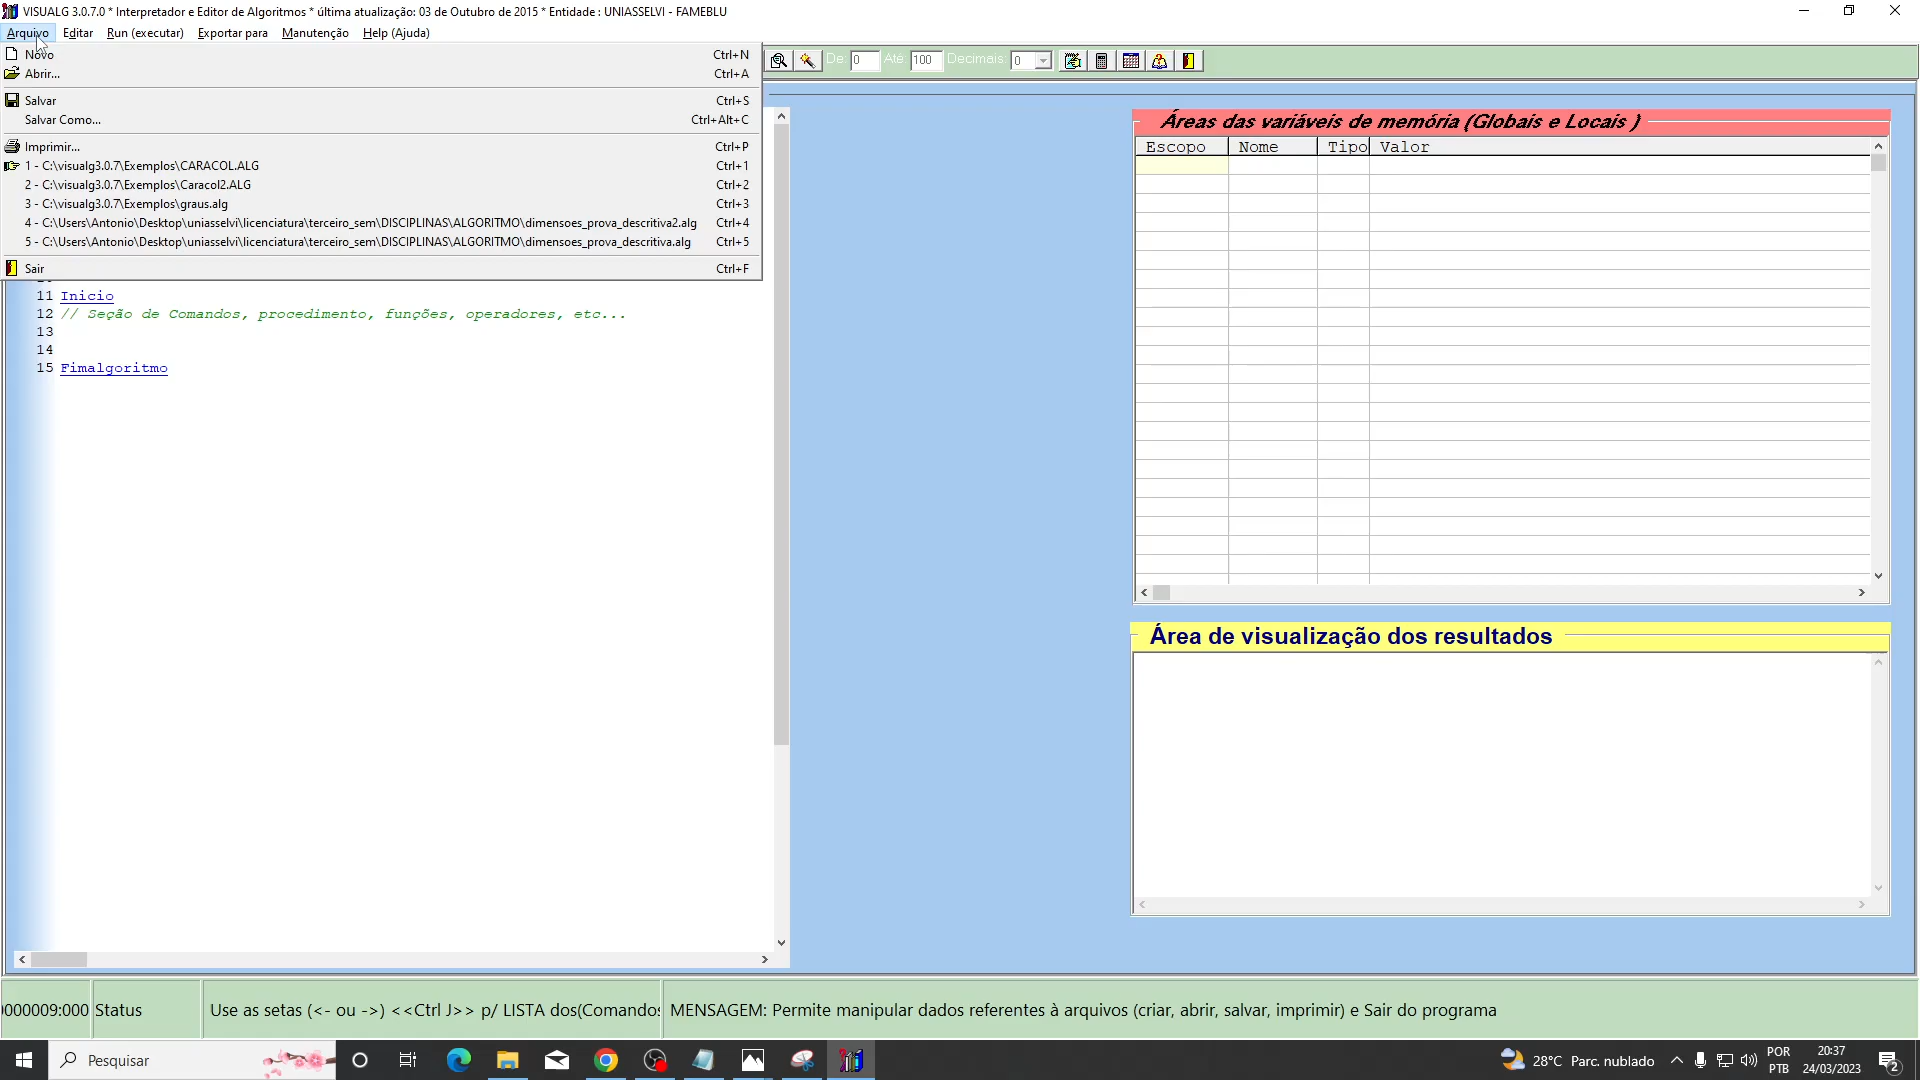 VISUALG 3.0.7.0 * Interpretador e Editor de Algoritmos * última atualização: 03 de Outubro de 2015 * Entidade : UNIASSELVI - FAMEBLU
Arquivo Editar Run (executar) Exportar para Manutenção Help (Ajuda)
Novo Ctrl+N
Abrir... Ctrl+A
Salvar Ctrl+S
Salvar Como... Ctrl+Alt+C
Imprimir... Ctrl+P
1 - C:\visualg3.0.7\Exemplos\CARACOL.ALG Ctrl+1
2 - C:\visualg3.0.7\Exemplos\Caracol2.ALG Ctrl+2
3 - C:\visualg3.0.7\Exemplos\graus.alg Ctrl+3
4 - C:\Users\Antonio\Desktop\uniasselvi\licenciatura\terceiro_sem\DISCIPLINAS\ALGORITMO\dimensoes_prova_descritiva2.alg Ctrl+4
5 - C:\Users\Antonio\Desktop\uniasselvi\licenciatura\terceiro_sem\DISCIPLINAS\ALGORITMO\dimensoes_prova_descritiva.alg Ctrl+5
Sair Ctrl+F
De: 0 Até: 100 Decimais: 0
11 Inicio
12 // Seção de Comandos, procedimento, funções, operadores, etc...
13
14
15 Fimalgoritmo
Áreas das variáveis de memória (Globais e Locais )
Escopo Nome Tipo Valor
Área de visualização dos resultados
0000009:000 Status Use as setas (<- ou ->) <<Ctrl J>> p/ LISTA dos(Comandos MENSAGEM: Permite manipular dados referentes à arquivos (criar, abrir, salvar, imprimir) e Sair do programa
Pesquisar
28°C Parc. nublado
POR
PTB
20:37
24/03/2023
2